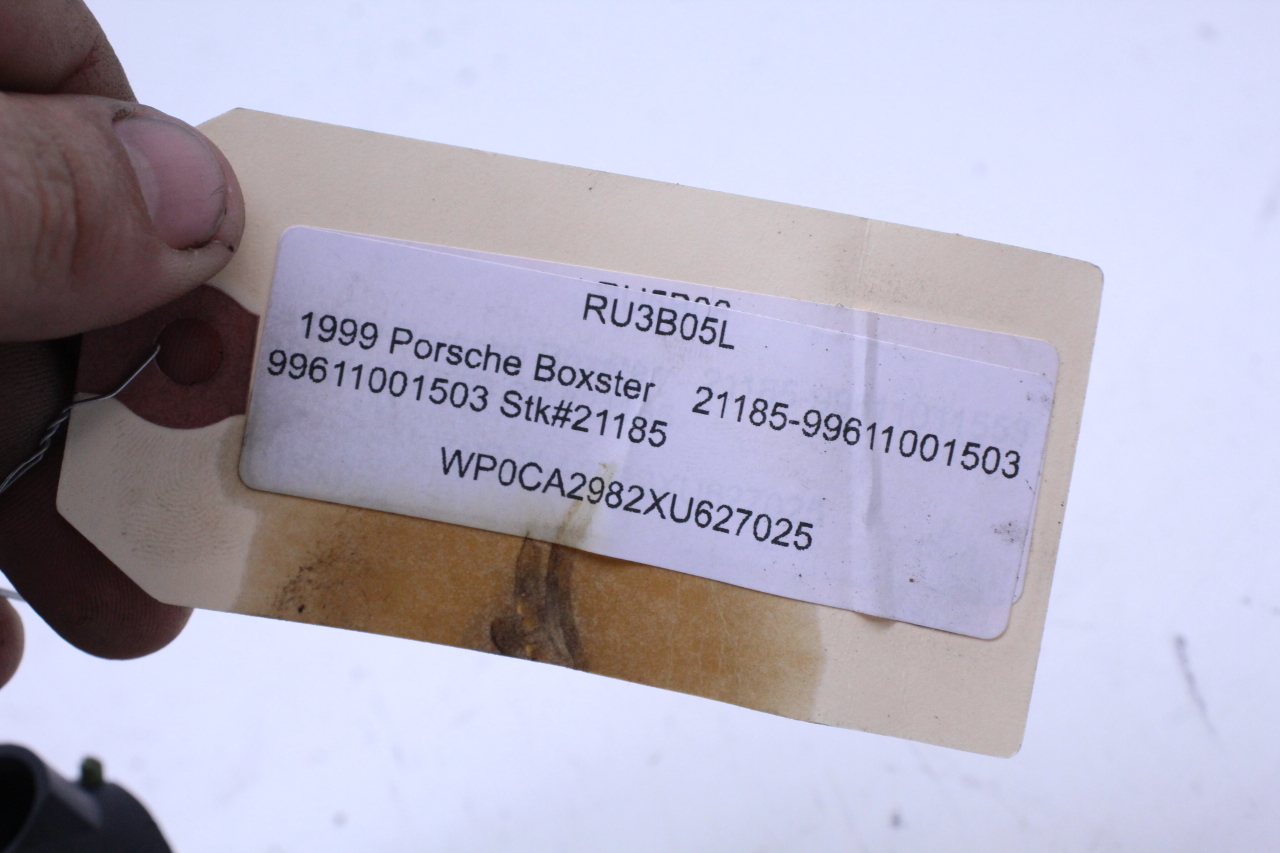 RU3B05L
1999 Porsche Boxster 21185-99611001503
99611001503 Stk#21185
WP0CA2982XU627025